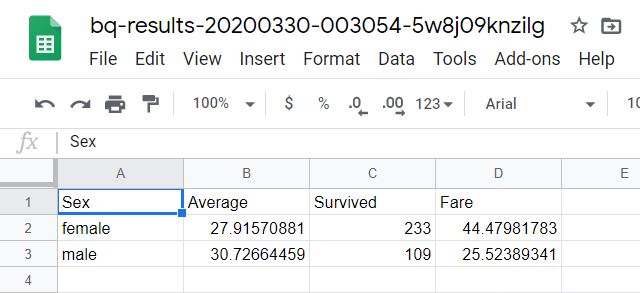 bq-results-20200330-003054-5w8j09knzilg
File Edit View Insert Format Data Tools Add-ons Help
100% $ % .0 .00 123 Arial 10
fx Sex
A B C D E
1 Sex Average Survived Fare
2 female 27.91570881 233 44.47981783
3 male 30.72664459 109 25.52389341
4